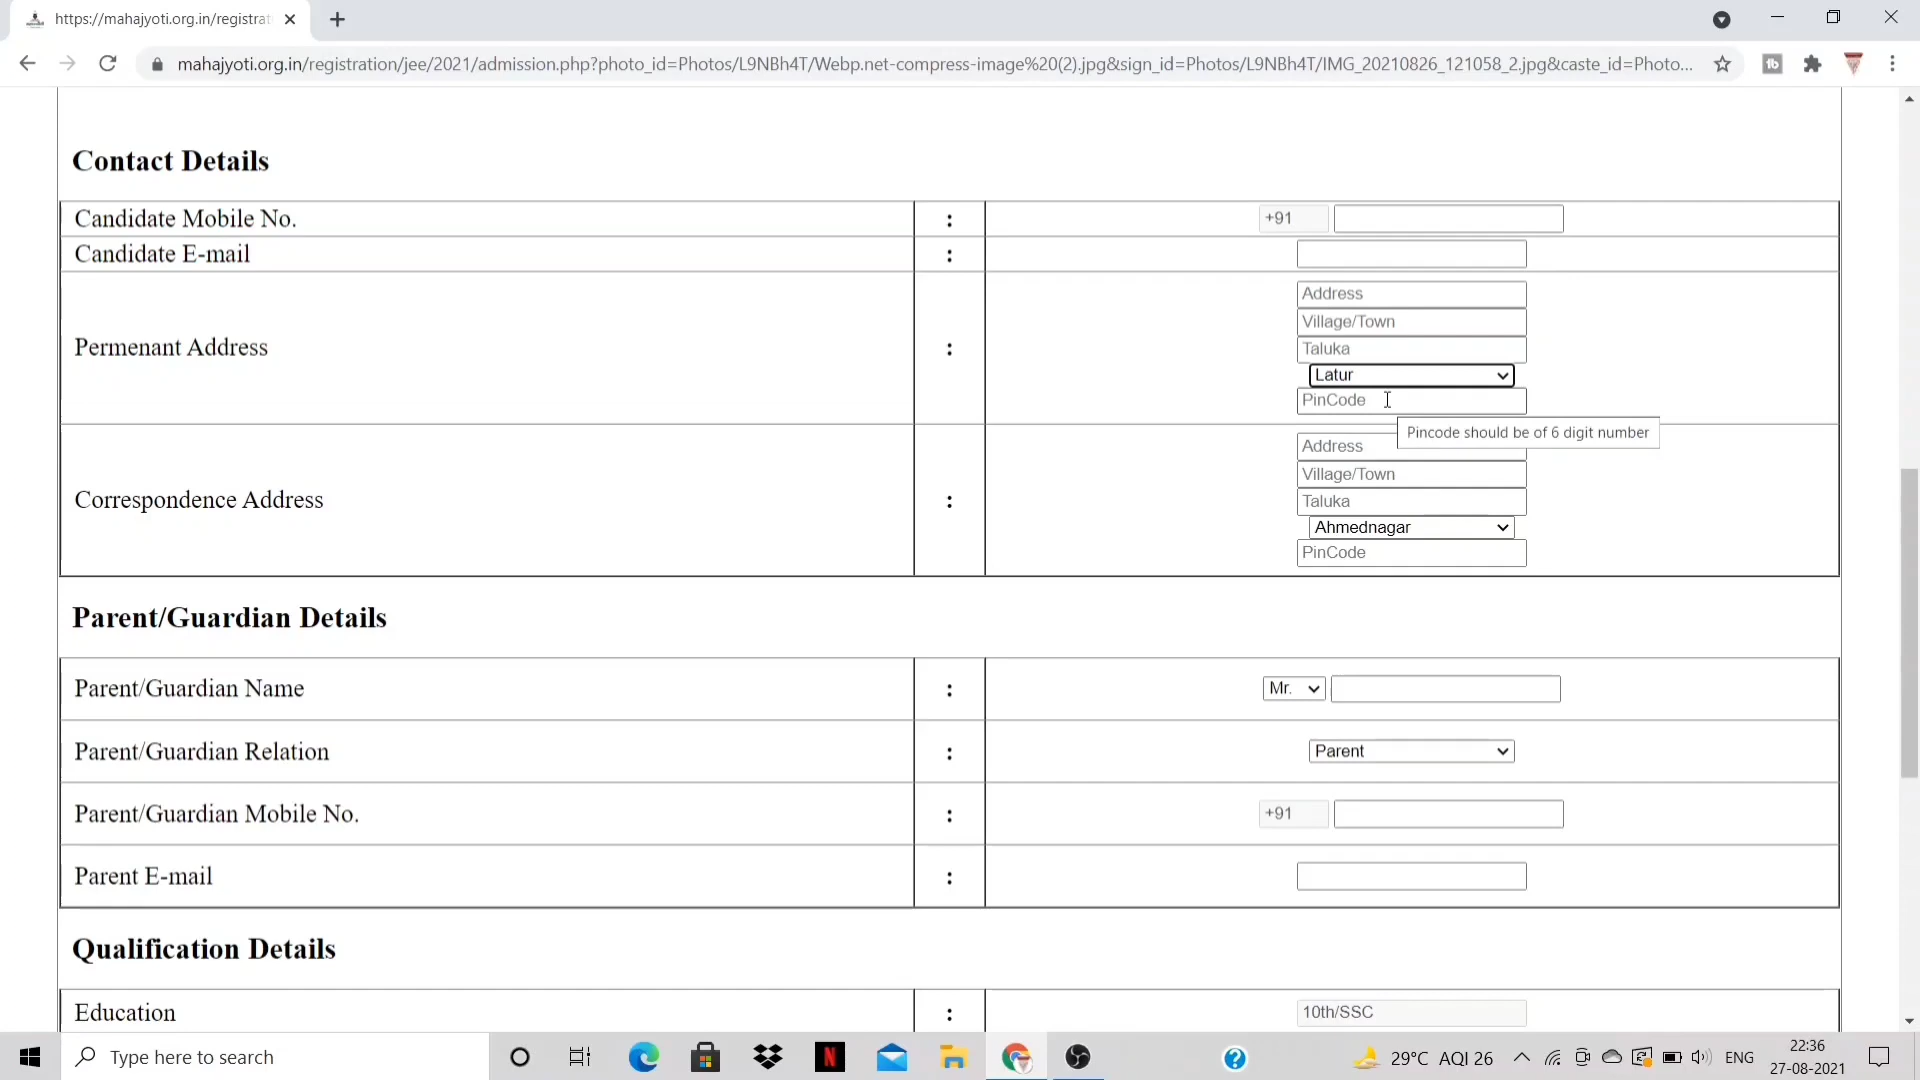 https://mahajyoti.org.in/registrat
mahajyoti.org.in/registration/jee/2021/admission.php?photo_id=Photos/L9NBh4T/Webp.net-compress-image%20(2).jpg&sign_id=Photos/L9NBh4T/IMG_20210826_121058_2.jpg&caste_id=Photo...
Contact Details
Candidate Mobile No. : +91
Candidate E-mail :
Permenant Address :
Address
Village/Town
Taluka
Latur
PinCode
Pincode should be of 6 digit number
Correspondence Address :
Address
Village/Town
Taluka
Ahmednagar
PinCode
Parent/Guardian Details
Parent/Guardian Name : Mr.
Parent/Guardian Relation : Parent
Parent/Guardian Mobile No. : +91
Parent E-mail :
Qualification Details
Education : 10th/SSC
Type here to search
29°C AQI 26
ENG
22:36
27-08-2021